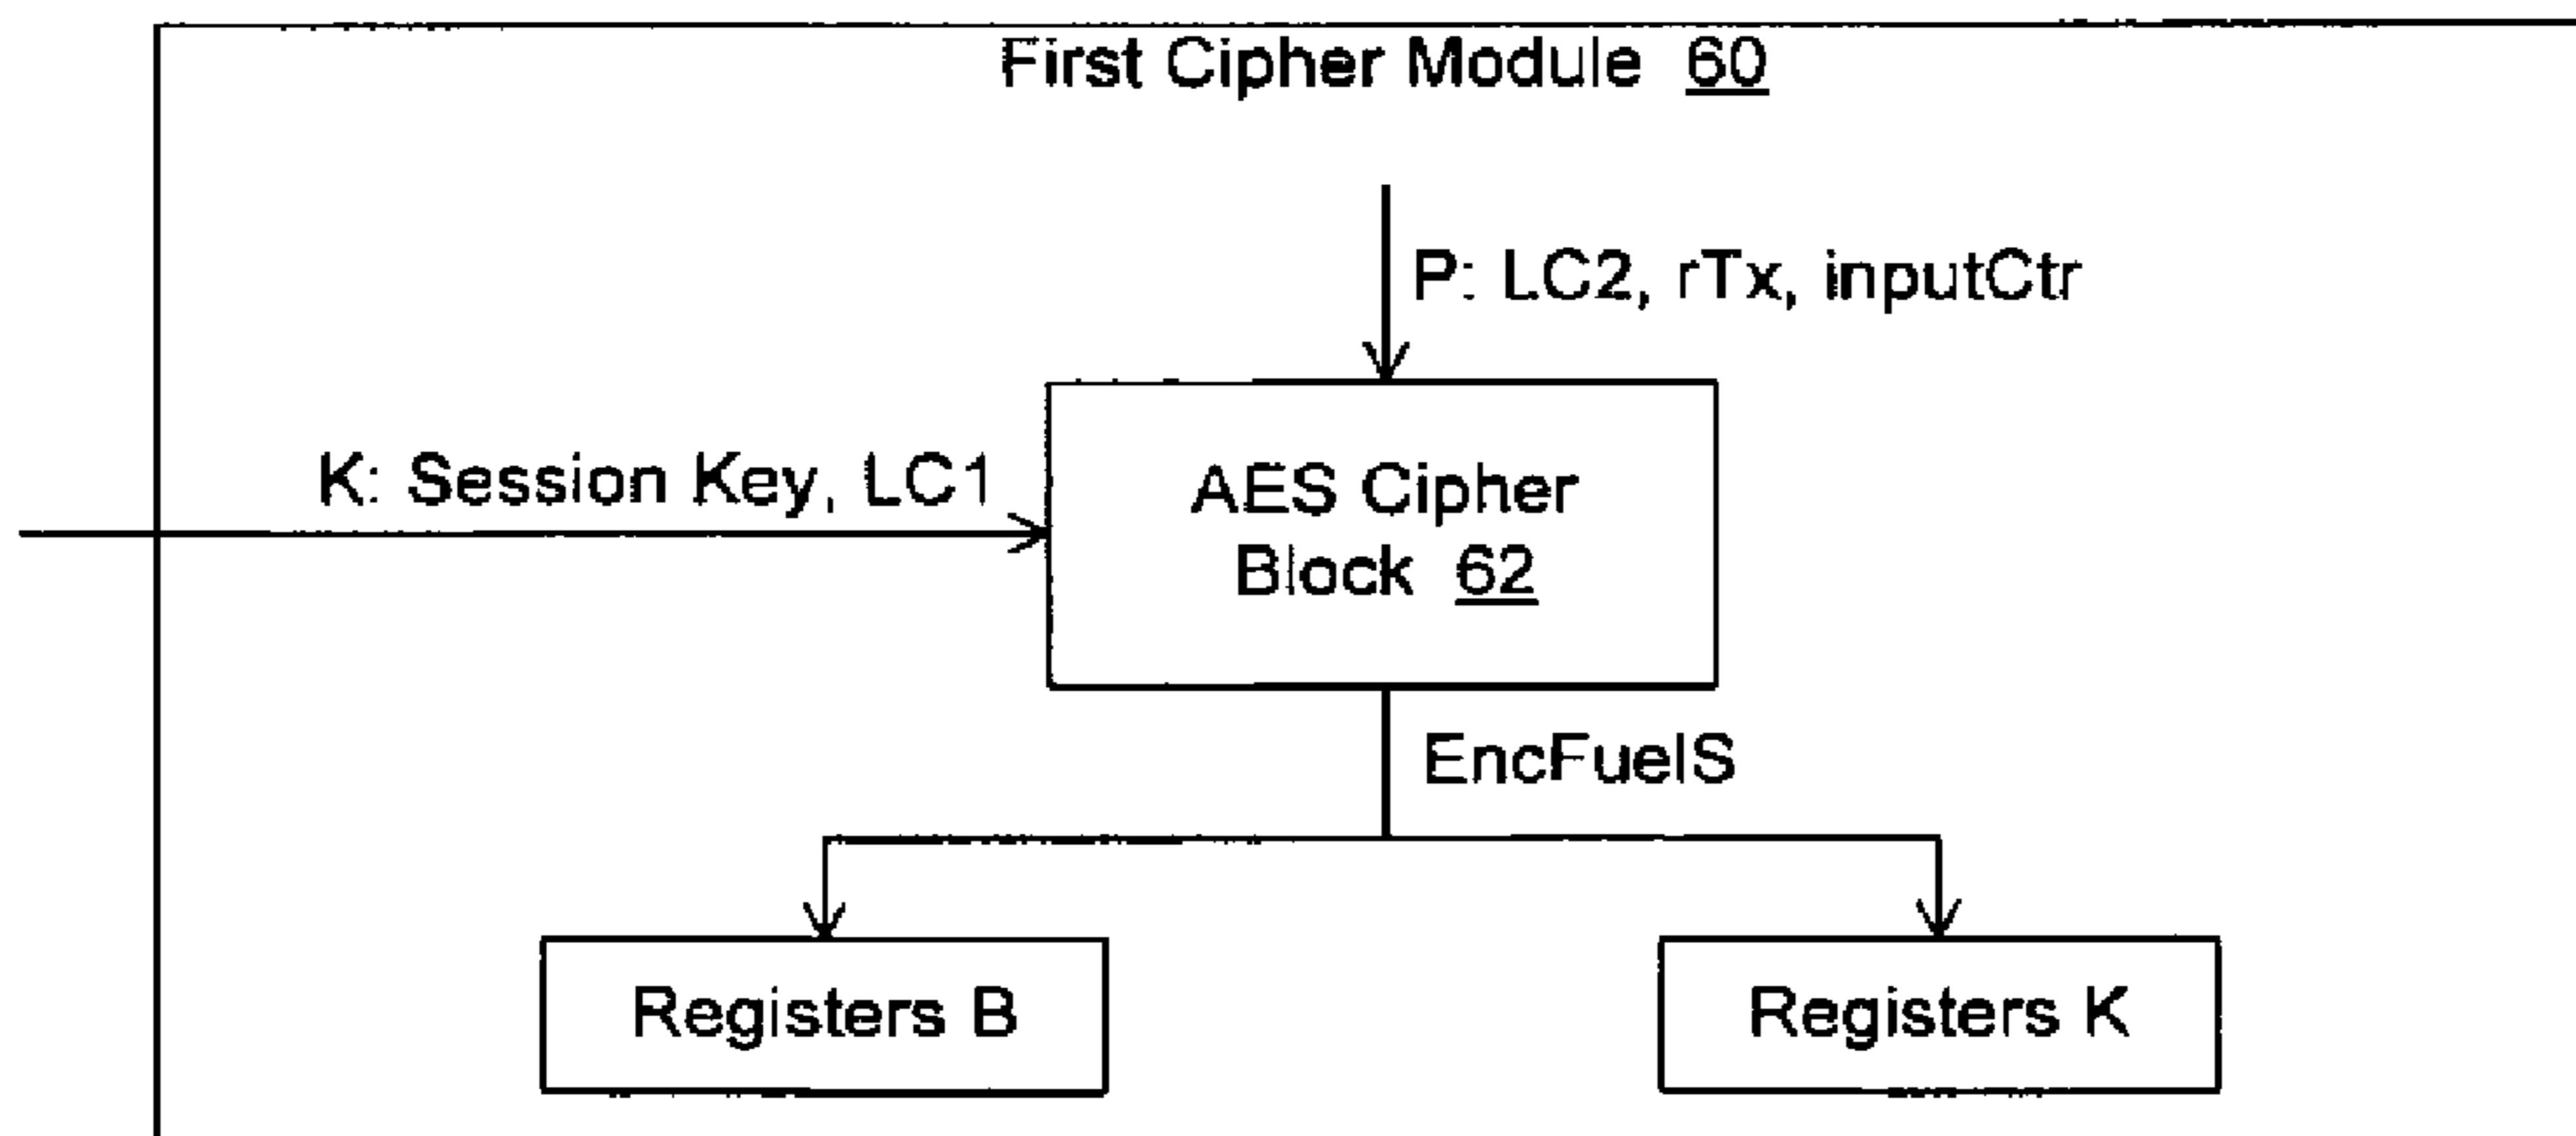 First Cipher Module 60
P: LC2, rTx, inputCtr
K: Session Key, LC1
AES Cipher
Block 62
EncFuelS
Registers B
Registers K